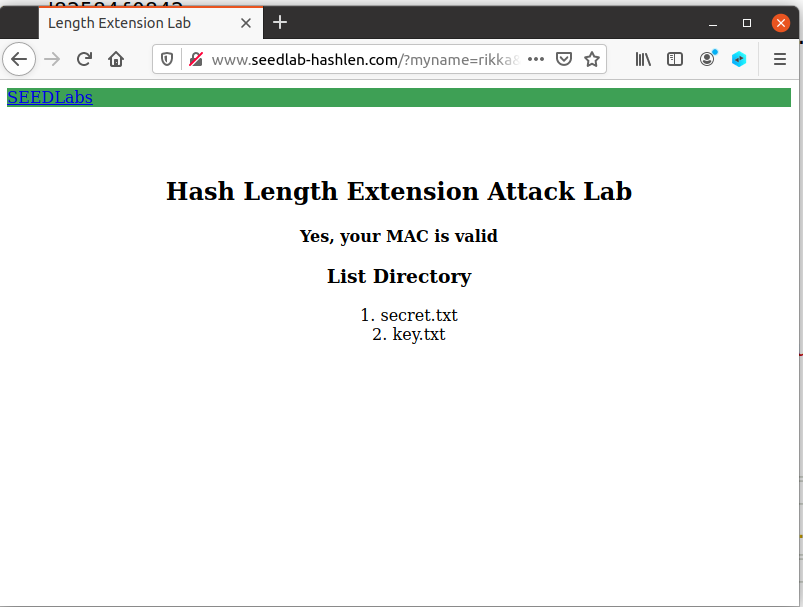 Length Extension Lab
www.seedlab-hashlen.com/?myname=rikka&
SEEDLabs
Hash Length Extension Attack Lab
Yes, your MAC is valid
List Directory
1. secret.txt
2. key.txt